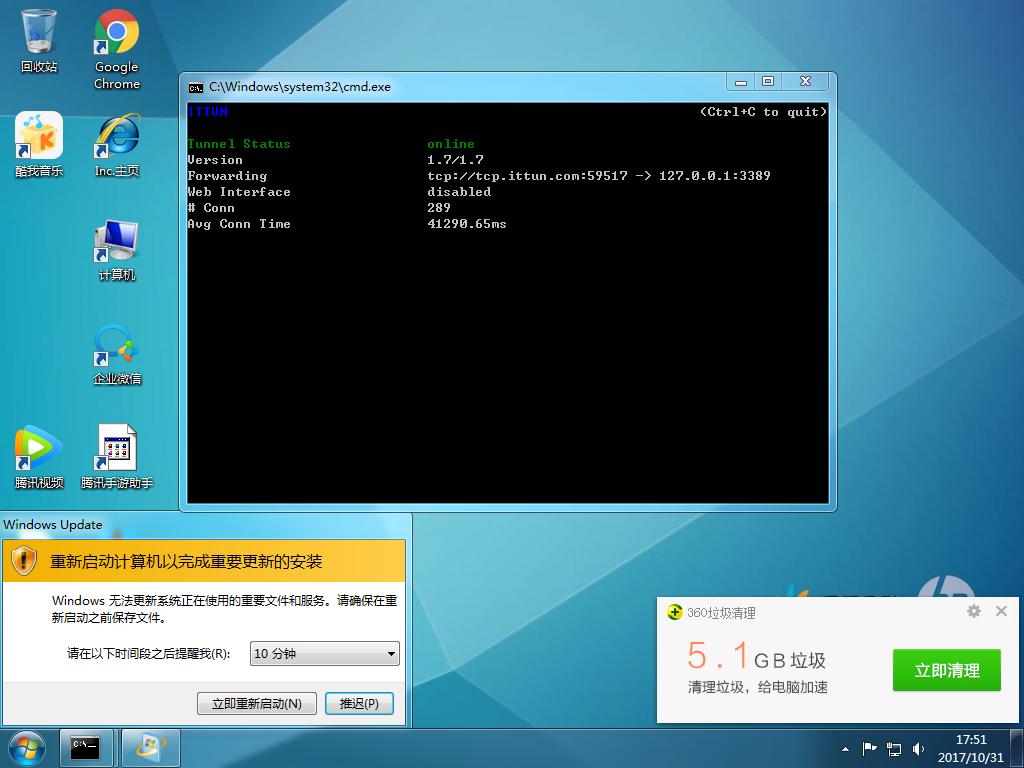 回收站
Google
Chrome
酷我音乐
Inc.主页
计算机
企业微信
腾讯视频
腾讯手游助手
C:\Windows\system32\cmd.exe
ITTUN (Ctrl+C to quit)
Tunnel Status online
Version 1.7/1.7
Forwarding tcp://tcp.ittun.com:59517 -> 127.0.0.1:3389
Web Interface disabled
# Conn 289
Avg Conn Time 41290.65ms
Windows Update
重新启动计算机以完成重要更新的安装
Windows 无法更新系统正在使用的重要文件和服务。请确保在重
新启动之前保存文件。
请在以下时间段之后提醒我(R): 10 分钟
立即重新启动(N) 推迟(P)
360垃圾清理
5.1GB垃圾
清理垃圾，给电脑加速
立即清理
17:51
2017/10/31